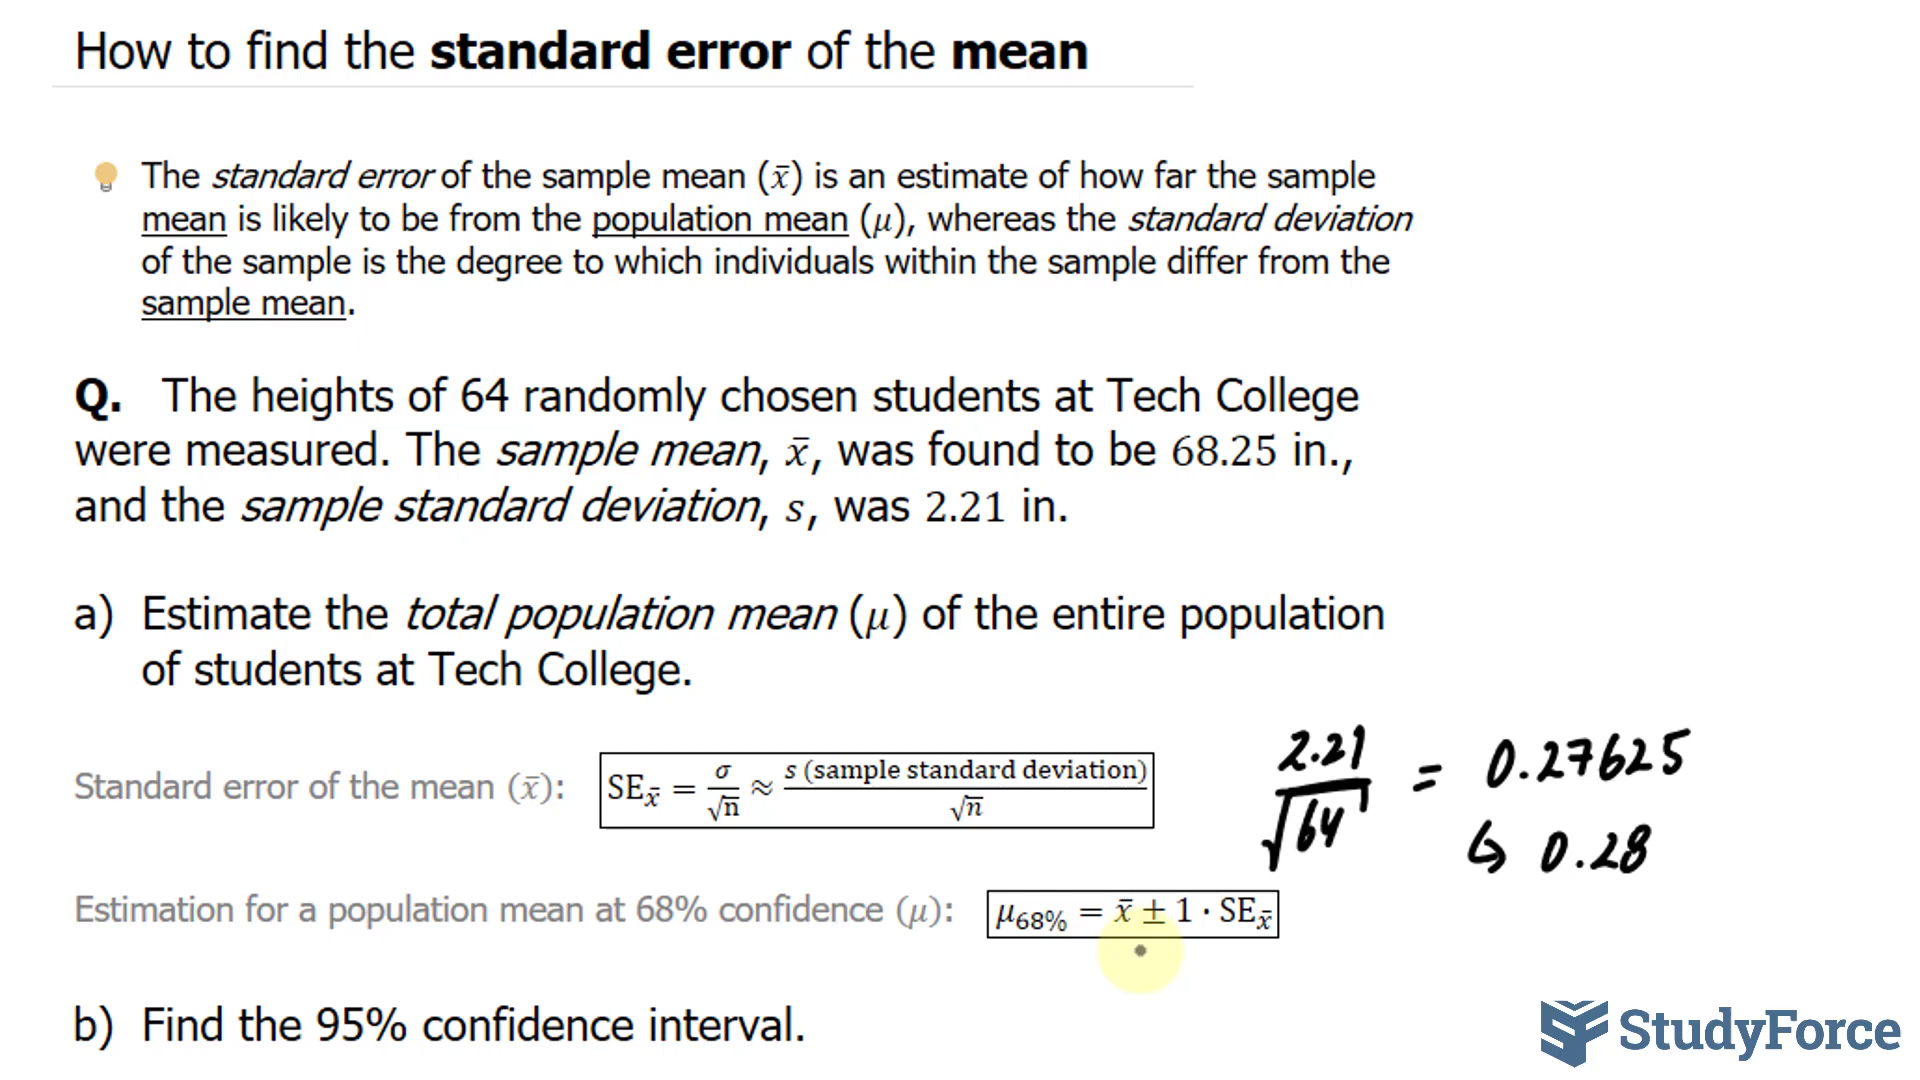 How to find the standard error of the mean
The standard error of the sample mean (x̄) is an estimate of how far the sample
mean is likely to be from the population mean (μ), whereas the standard deviation
of the sample is the degree to which individuals within the sample differ from the
sample mean.
Q. The heights of 64 randomly chosen students at Tech College
were measured. The sample mean, x̄, was found to be 68.25 in.,
and the sample standard deviation, s, was 2.21 in.
a) Estimate the total population mean (μ) of the entire population
of students at Tech College.
Standard error of the mean (x̄): SE_x̄ = σ/√n ≈ s (sample standard deviation)/√n
2.21/√64 = 0.27625
↳ 0.28
Estimation for a population mean at 68% confidence (μ): μ68% = x̄ ± 1 · SE_x̄
b) Find the 95% confidence interval.
StudyForce